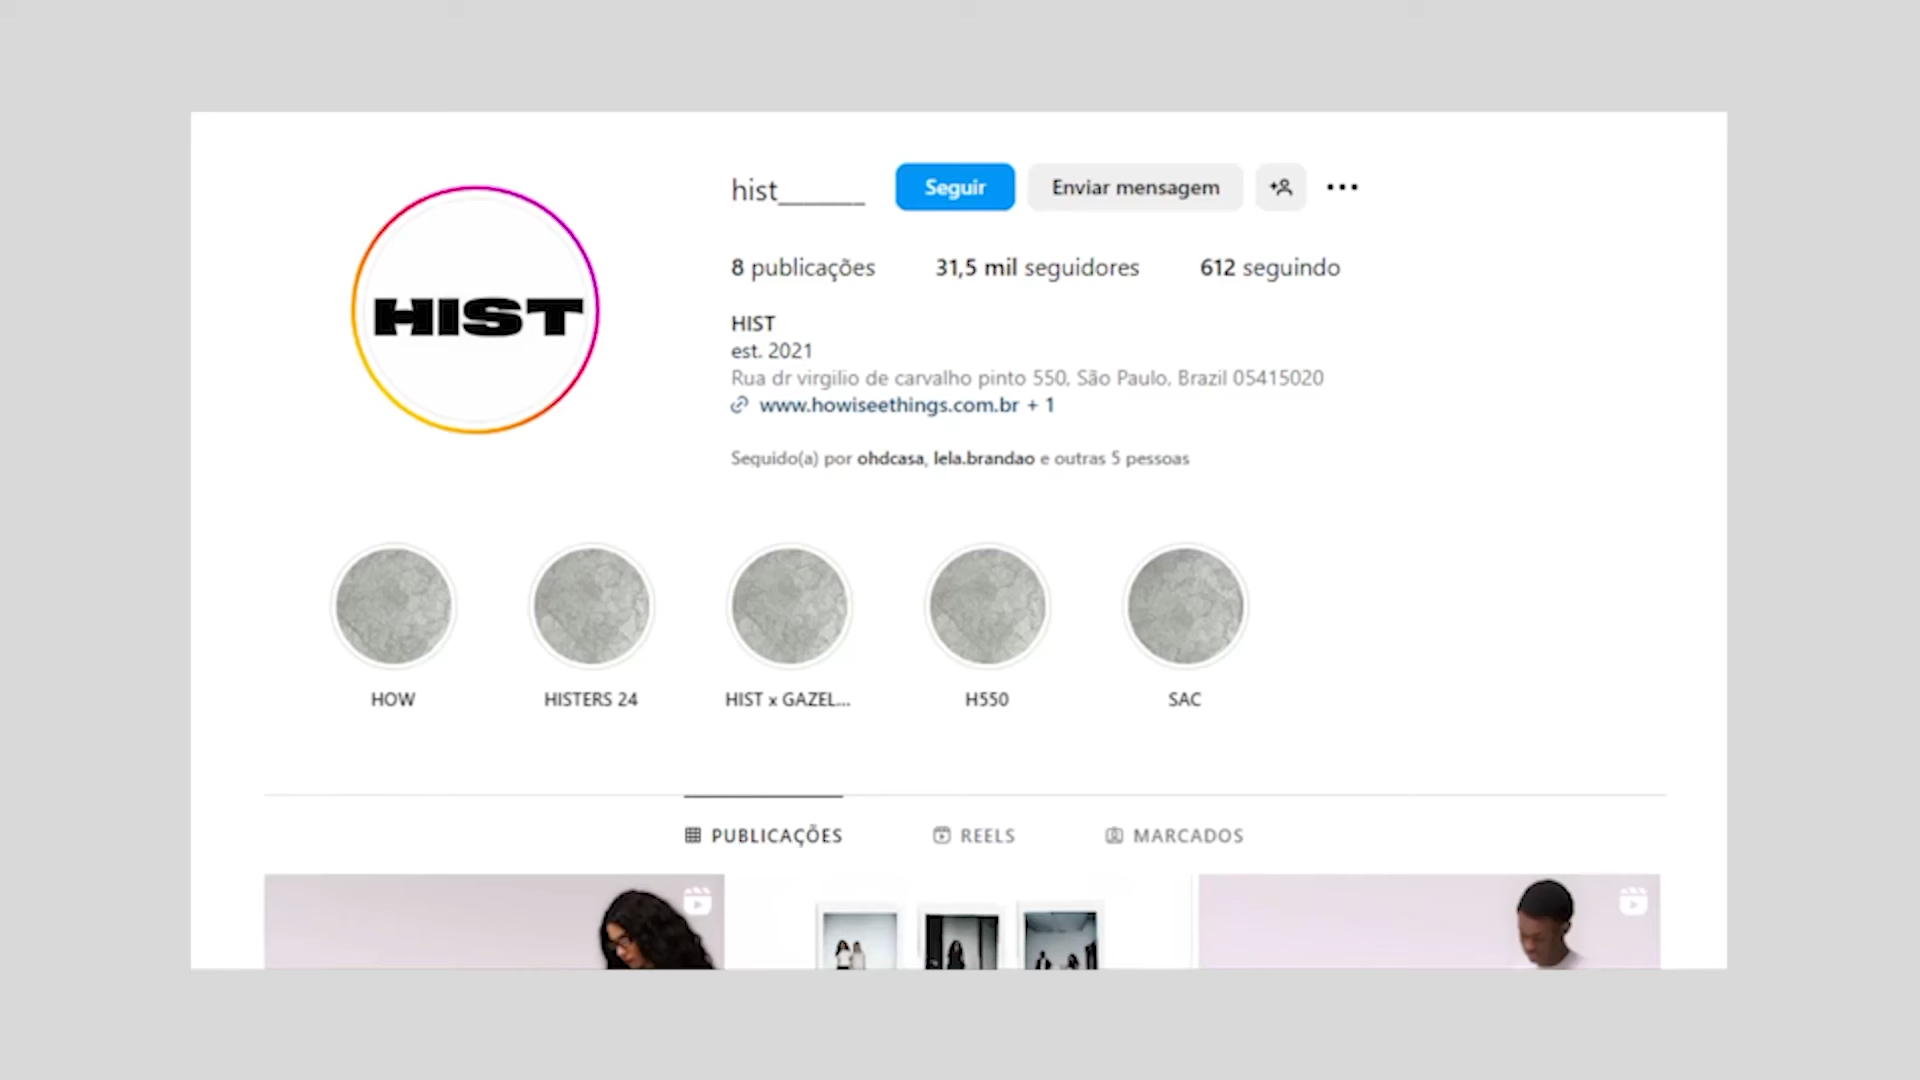 HIST
hist_______
Seguir
Enviar mensagem
8 publicações
31,5 mil seguidores
612 seguindo
HIST
est. 2021
Rua dr virgilio de carvalho pinto 550, São Paulo, Brazil 05415020
www.howiseethings.com.br + 1
Seguido(a) por ohdcasa, lela.brandao e outras 5 pessoas
HOW
HISTERS 24
HIST x GAZEL...
H550
SAC
PUBLICAÇÕES
REELS
MARCADOS